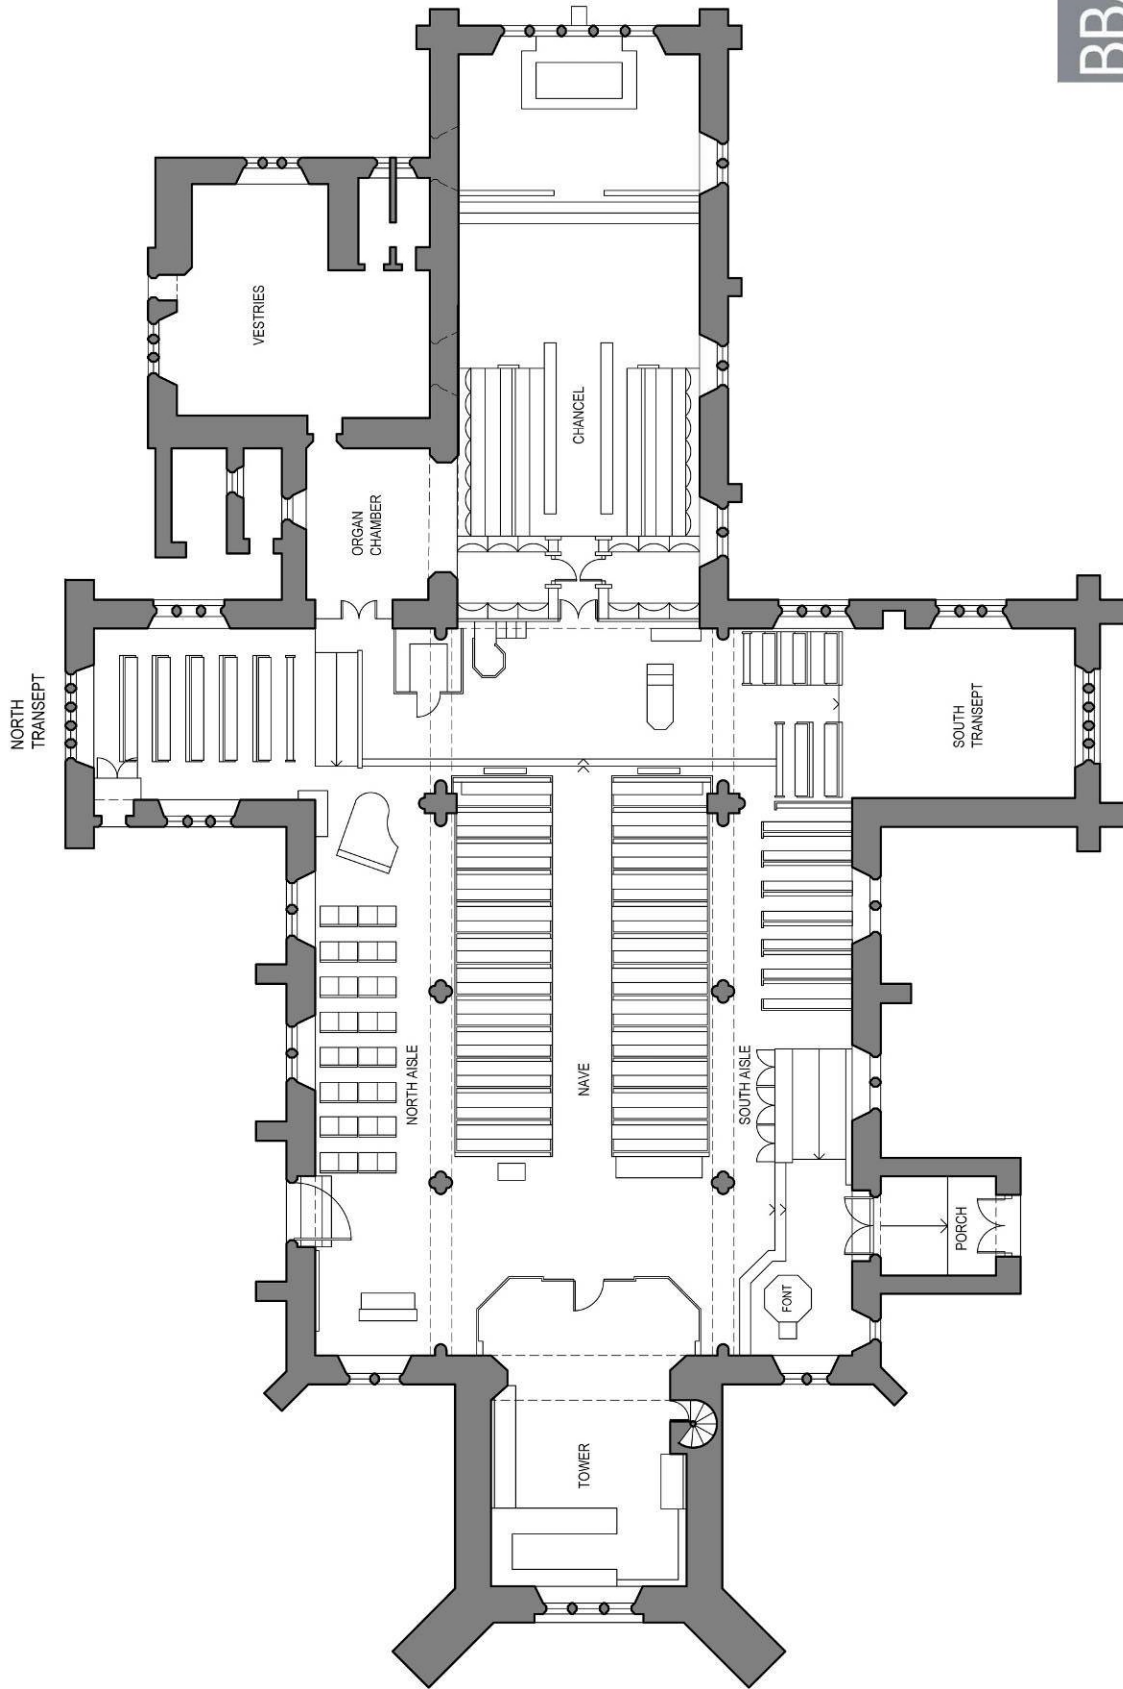 BB
VESTRIES
CHANCEL
ORGAN
CHAMBER
NORTH
TRANSEPT
SOUTH
TRANSEPT
NORTH AISLE
NAVE
SOUTH AISLE
PORCH
FONT
TOWER